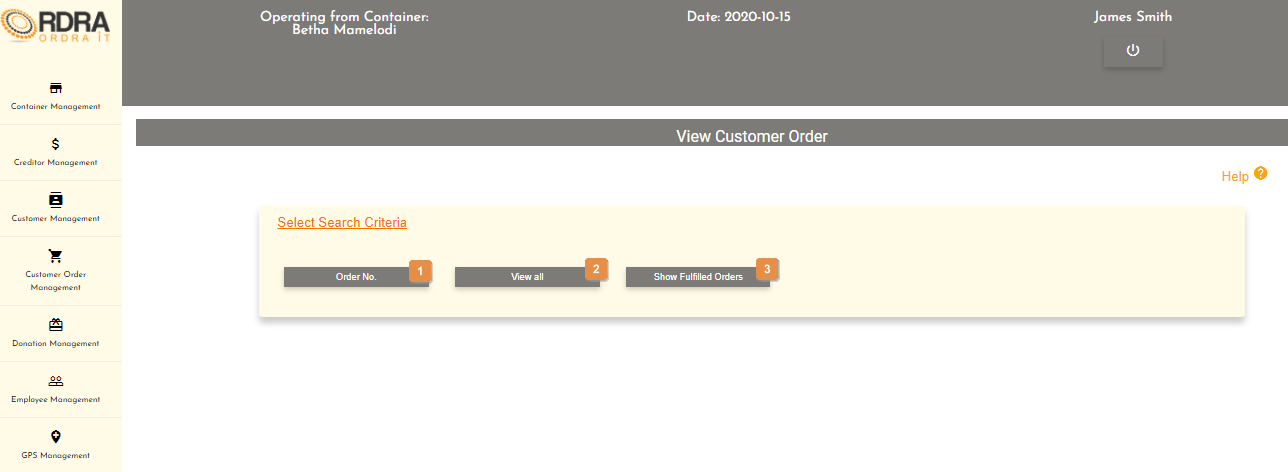 RDRA
ORDRA IT
Operating from Container:
Betha Mamelodi
Date: 2020-10-15
James Smith
Container Management
Creditor Management
Customer Management
Customer Order
Management
Donation Management
Employee Management
GPS Management
View Customer Order
Help ?
Select Search Criteria
Order No. 1
View all 2
Show Fulfilled Orders 3